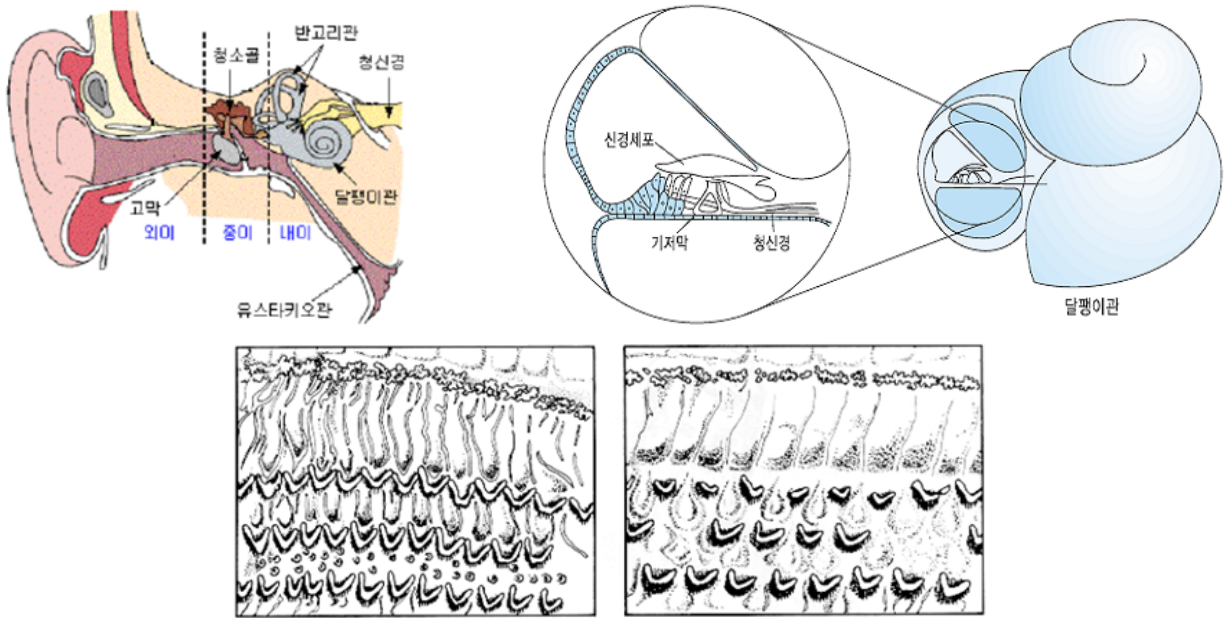 반고리관
청소골
청신경
고막
달팽이관
외이
중이
내이
유스타키오관
신경세포
기저막
청신경
달팽이관